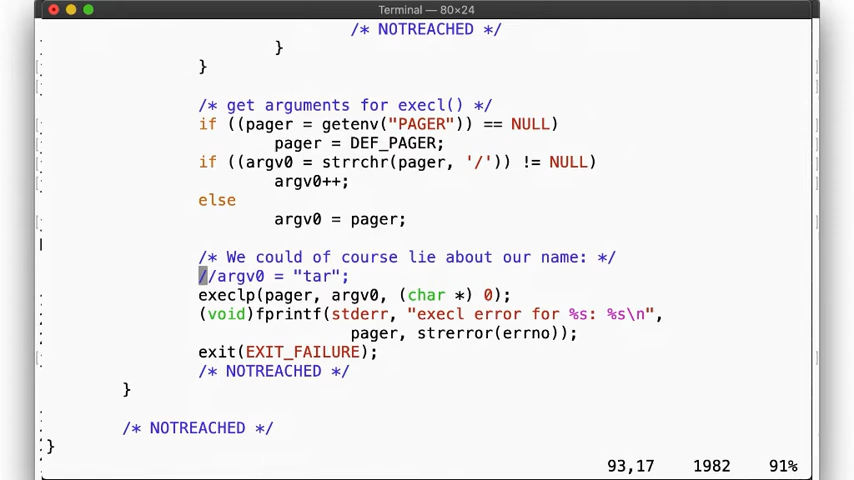 Terminal — 80×24
/* NOTREACHED */
}
}
/* get arguments for execl() */
if ((pager = getenv("PAGER")) == NULL)
pager = DEF_PAGER;
if ((argv0 = strrchr(pager, '/')) != NULL)
argv0++;
else
argv0 = pager;
/* We could of course lie about our name: */
//argv0 = "tar";
execlp(pager, argv0, (char *) 0);
(void)fprintf(stderr, "execl error for %s: %s\n",
pager, strerror(errno));
exit(EXIT_FAILURE);
/* NOTREACHED */
}
/* NOTREACHED */
}
93,17 1982 91%